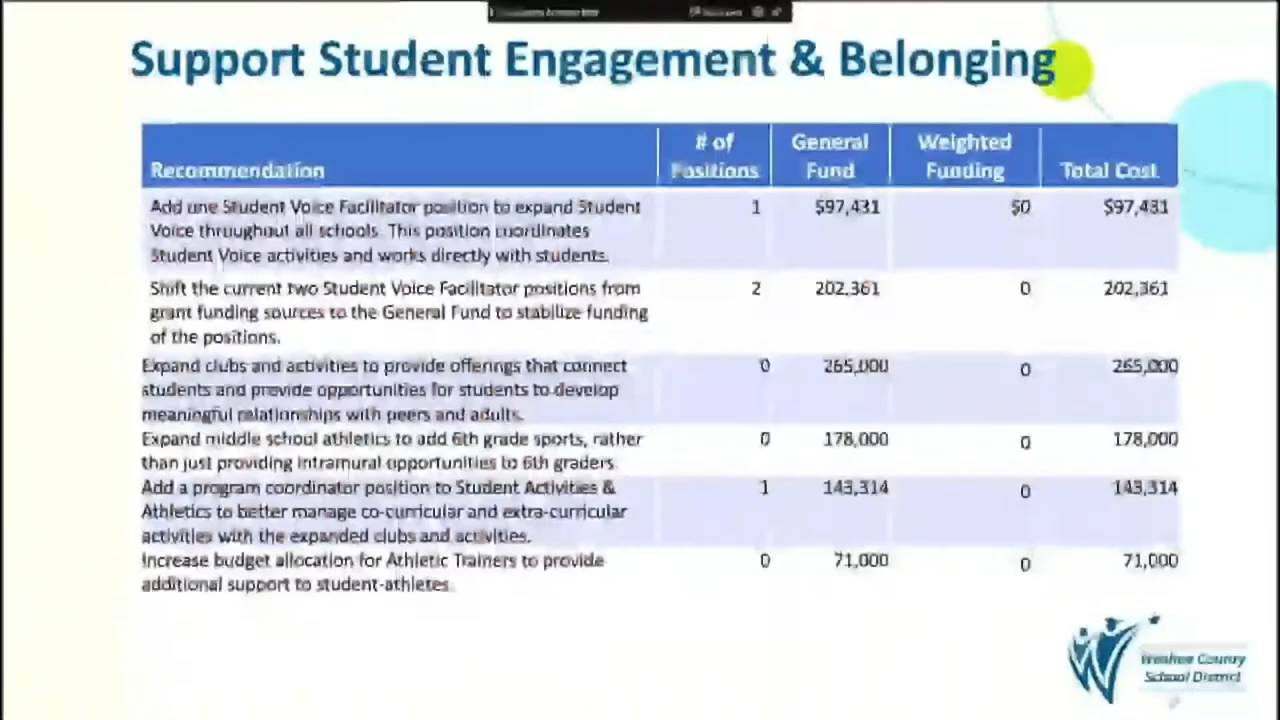 Support Student Engagement & Belonging
Recommendation # of Positions General Fund Weighted Funding Total Cost
Add one Student Voice Facilitator position to expand Student 1 $97,431 $0 $97,431
Voice throughout all schools. This position coordinates
Student Voice activities and works directly with students.
Shift the current two Student Voice Facilitator positions from 2 202,361 0 202,361
grant funding sources to the General Fund to stabilize funding
of the positions.
Expand clubs and activities to provide offerings that connect 0 265,000 0 265,000
students and provide opportunities for students to develop
meaningful relationships with peers and adults.
Expand middle school athletics to add 6th grade sports, rather 0 178,000 0 178,000
than just providing intramural opportunities to 6th graders.
Add a program coordinator position to Student Activities & 1 143,314 0 143,314
Athletics to better manage co-curricular and extra-curricular
activities with the expanded clubs and activities.
Increase budget allocation for Athletic Trainers to provide 0 71,000 0 71,000
additional support to student-athletes.
Washoe County
School District